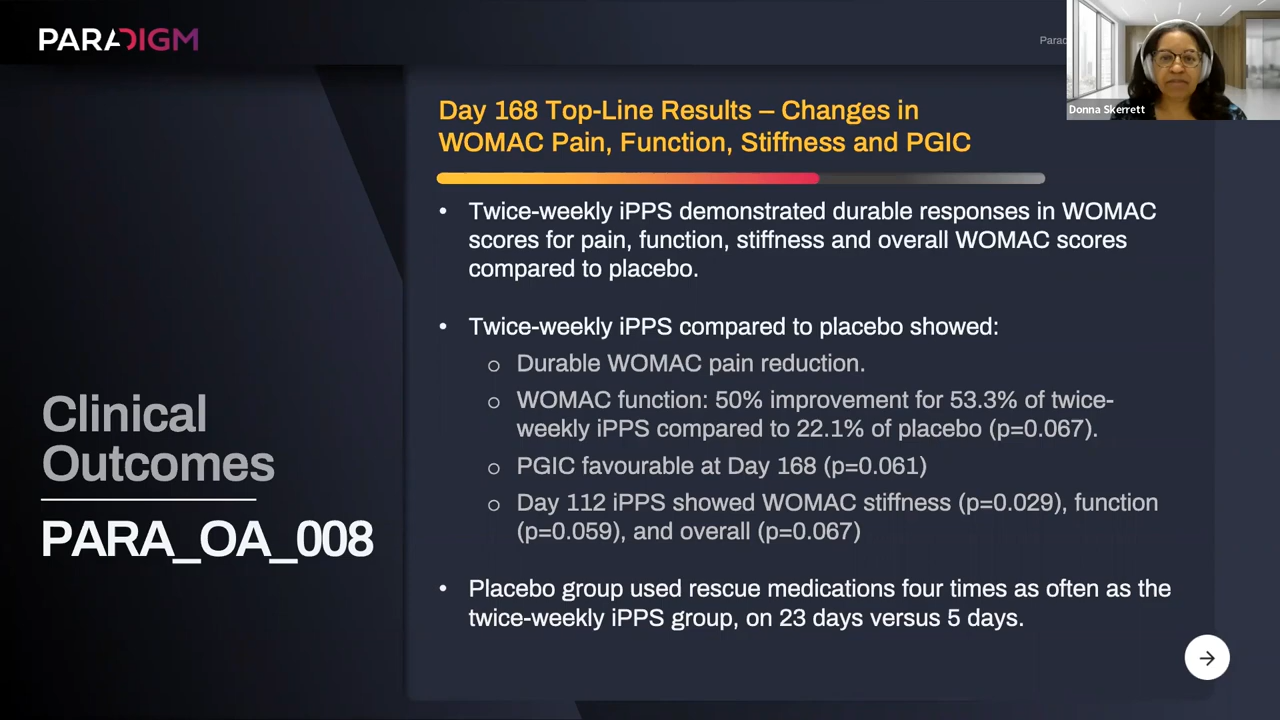 PARADIGM
Parad
Donna Skerrett
Day 168 Top-Line Results – Changes in
WOMAC Pain, Function, Stiffness and PGIC
• Twice-weekly iPPS demonstrated durable responses in WOMAC
scores for pain, function, stiffness and overall WOMAC scores
compared to placebo.
• Twice-weekly iPPS compared to placebo showed:
o Durable WOMAC pain reduction.
o WOMAC function: 50% improvement for 53.3% of twice-
weekly iPPS compared to 22.1% of placebo (p=0.067).
o PGIC favourable at Day 168 (p=0.061)
o Day 112 iPPS showed WOMAC stiffness (p=0.029), function
(p=0.059), and overall (p=0.067)
• Placebo group used rescue medications four times as often as the
twice-weekly iPPS group, on 23 days versus 5 days.
Clinical
Outcomes
PARA_OA_008